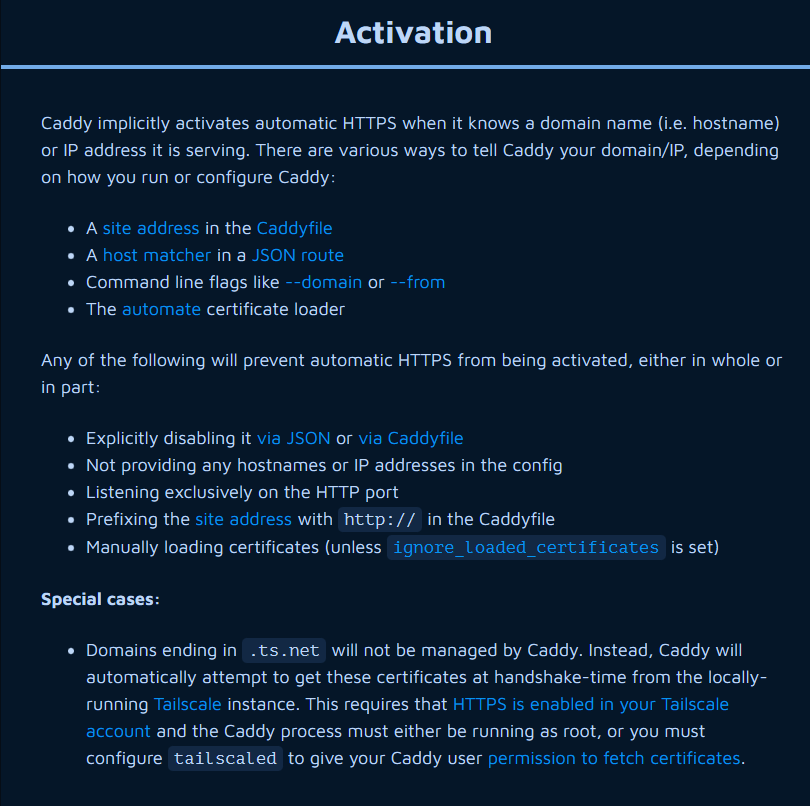 Activation
Caddy implicitly activates automatic HTTPS when it knows a domain name (i.e. hostname)
or IP address it is serving. There are various ways to tell Caddy your domain/IP, depending
on how you run or configure Caddy:
• A site address in the Caddyfile
• A host matcher in a JSON route
• Command line flags like --domain or --from
• The automate certificate loader
Any of the following will prevent automatic HTTPS from being activated, either in whole or
in part:
• Explicitly disabling it via JSON or via Caddyfile
• Not providing any hostnames or IP addresses in the config
• Listening exclusively on the HTTP port
• Prefixing the site address with http:// in the Caddyfile
• Manually loading certificates (unless ignore_loaded_certificates is set)
Special cases:
• Domains ending in .ts.net will not be managed by Caddy. Instead, Caddy will
automatically attempt to get these certificates at handshake-time from the locally-
running Tailscale instance. This requires that HTTPS is enabled in your Tailscale
account and the Caddy process must either be running as root, or you must
configure tailscaled to give your Caddy user permission to fetch certificates.